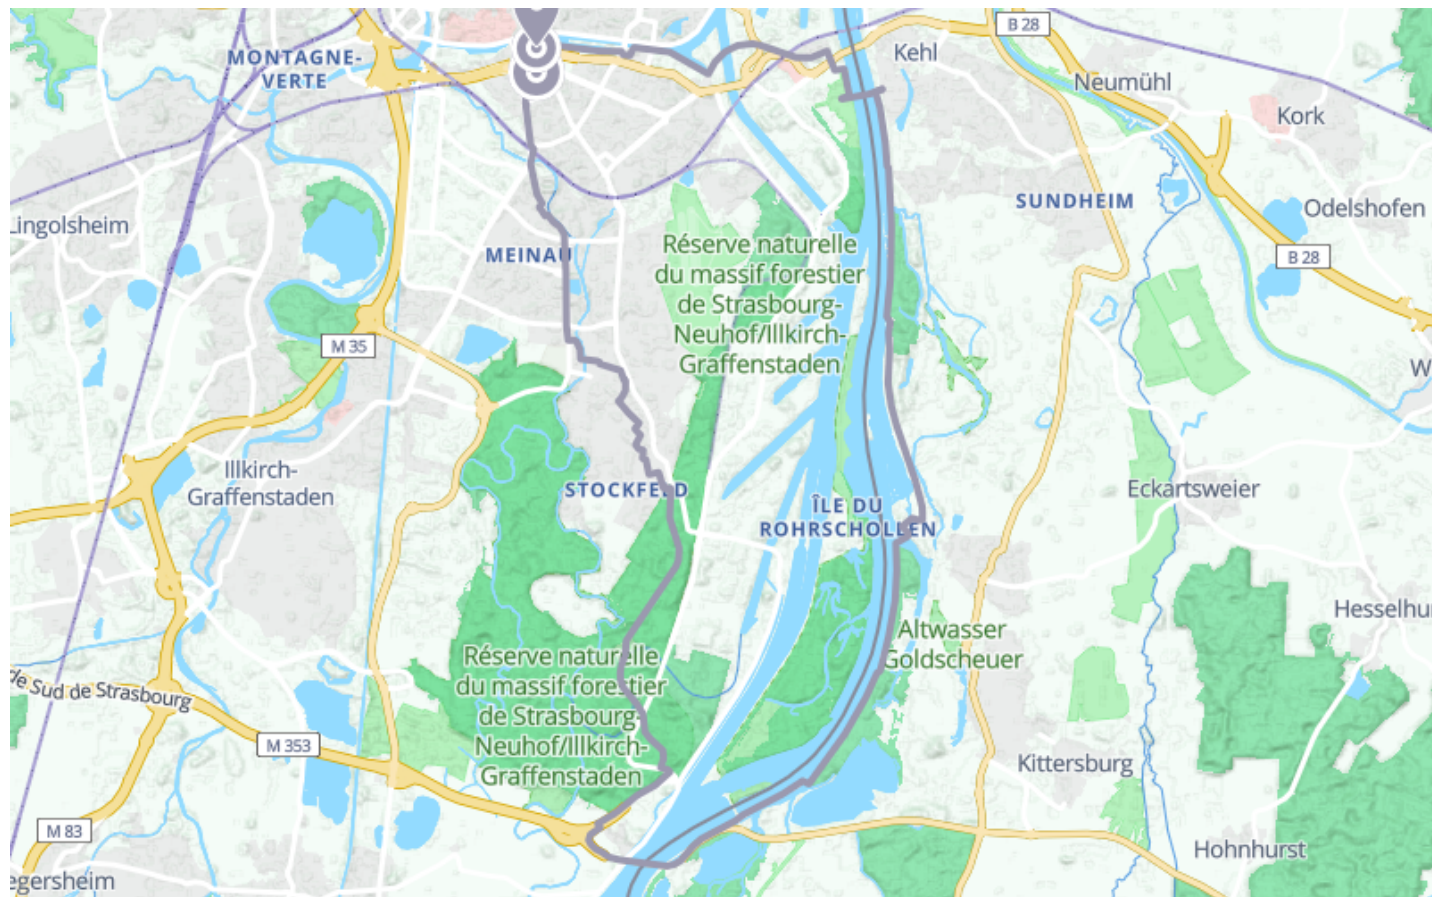 B 28
Kehl
MONTAGNE-
VERTE
Neumühl
Kork
SUNDHEIM
Odelshofen
Lingolsheim
MEINAU
Réserve naturelle
du massif forestier
de Strasbourg-
Neuhof/Illkirch-
Graffenstaden
B 28
M 35
W
Illkirch-
Graffenstaden
STOCKFELD
ÎLE DU
ROHRSCHOLLEN
Eckartsweier
Hesselhu
Altwasser
Goldscheuer
Réserve naturelle
du massif forestier
de Strasbourg-
Neuhof/Illkirch-
Graffenstaden
de Sud de Strasbourg
M 353
Kittersburg
M 83
Hohnhurst
egersheim